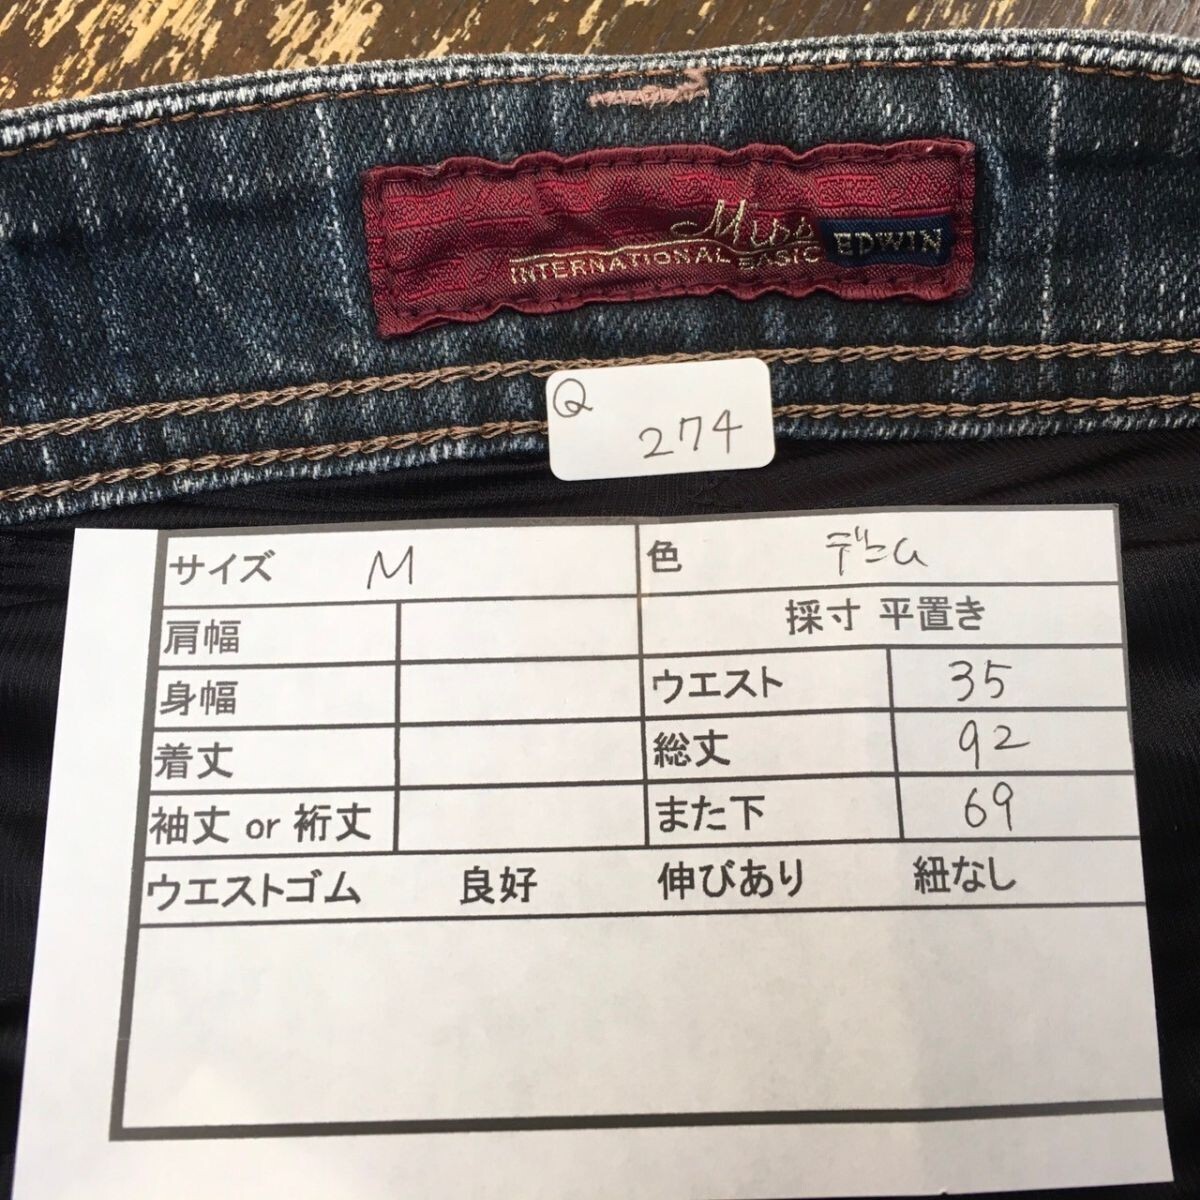 Miss EDWIN
INTERNATIONAL BASIC
Q
274
サイズ M 色 デニム
肩幅 採寸 平置き
身幅 ウエスト 35
着丈 総丈 92
袖丈 or 裄丈 また下 69
ウエストゴム 良好 伸びあり 紐なし